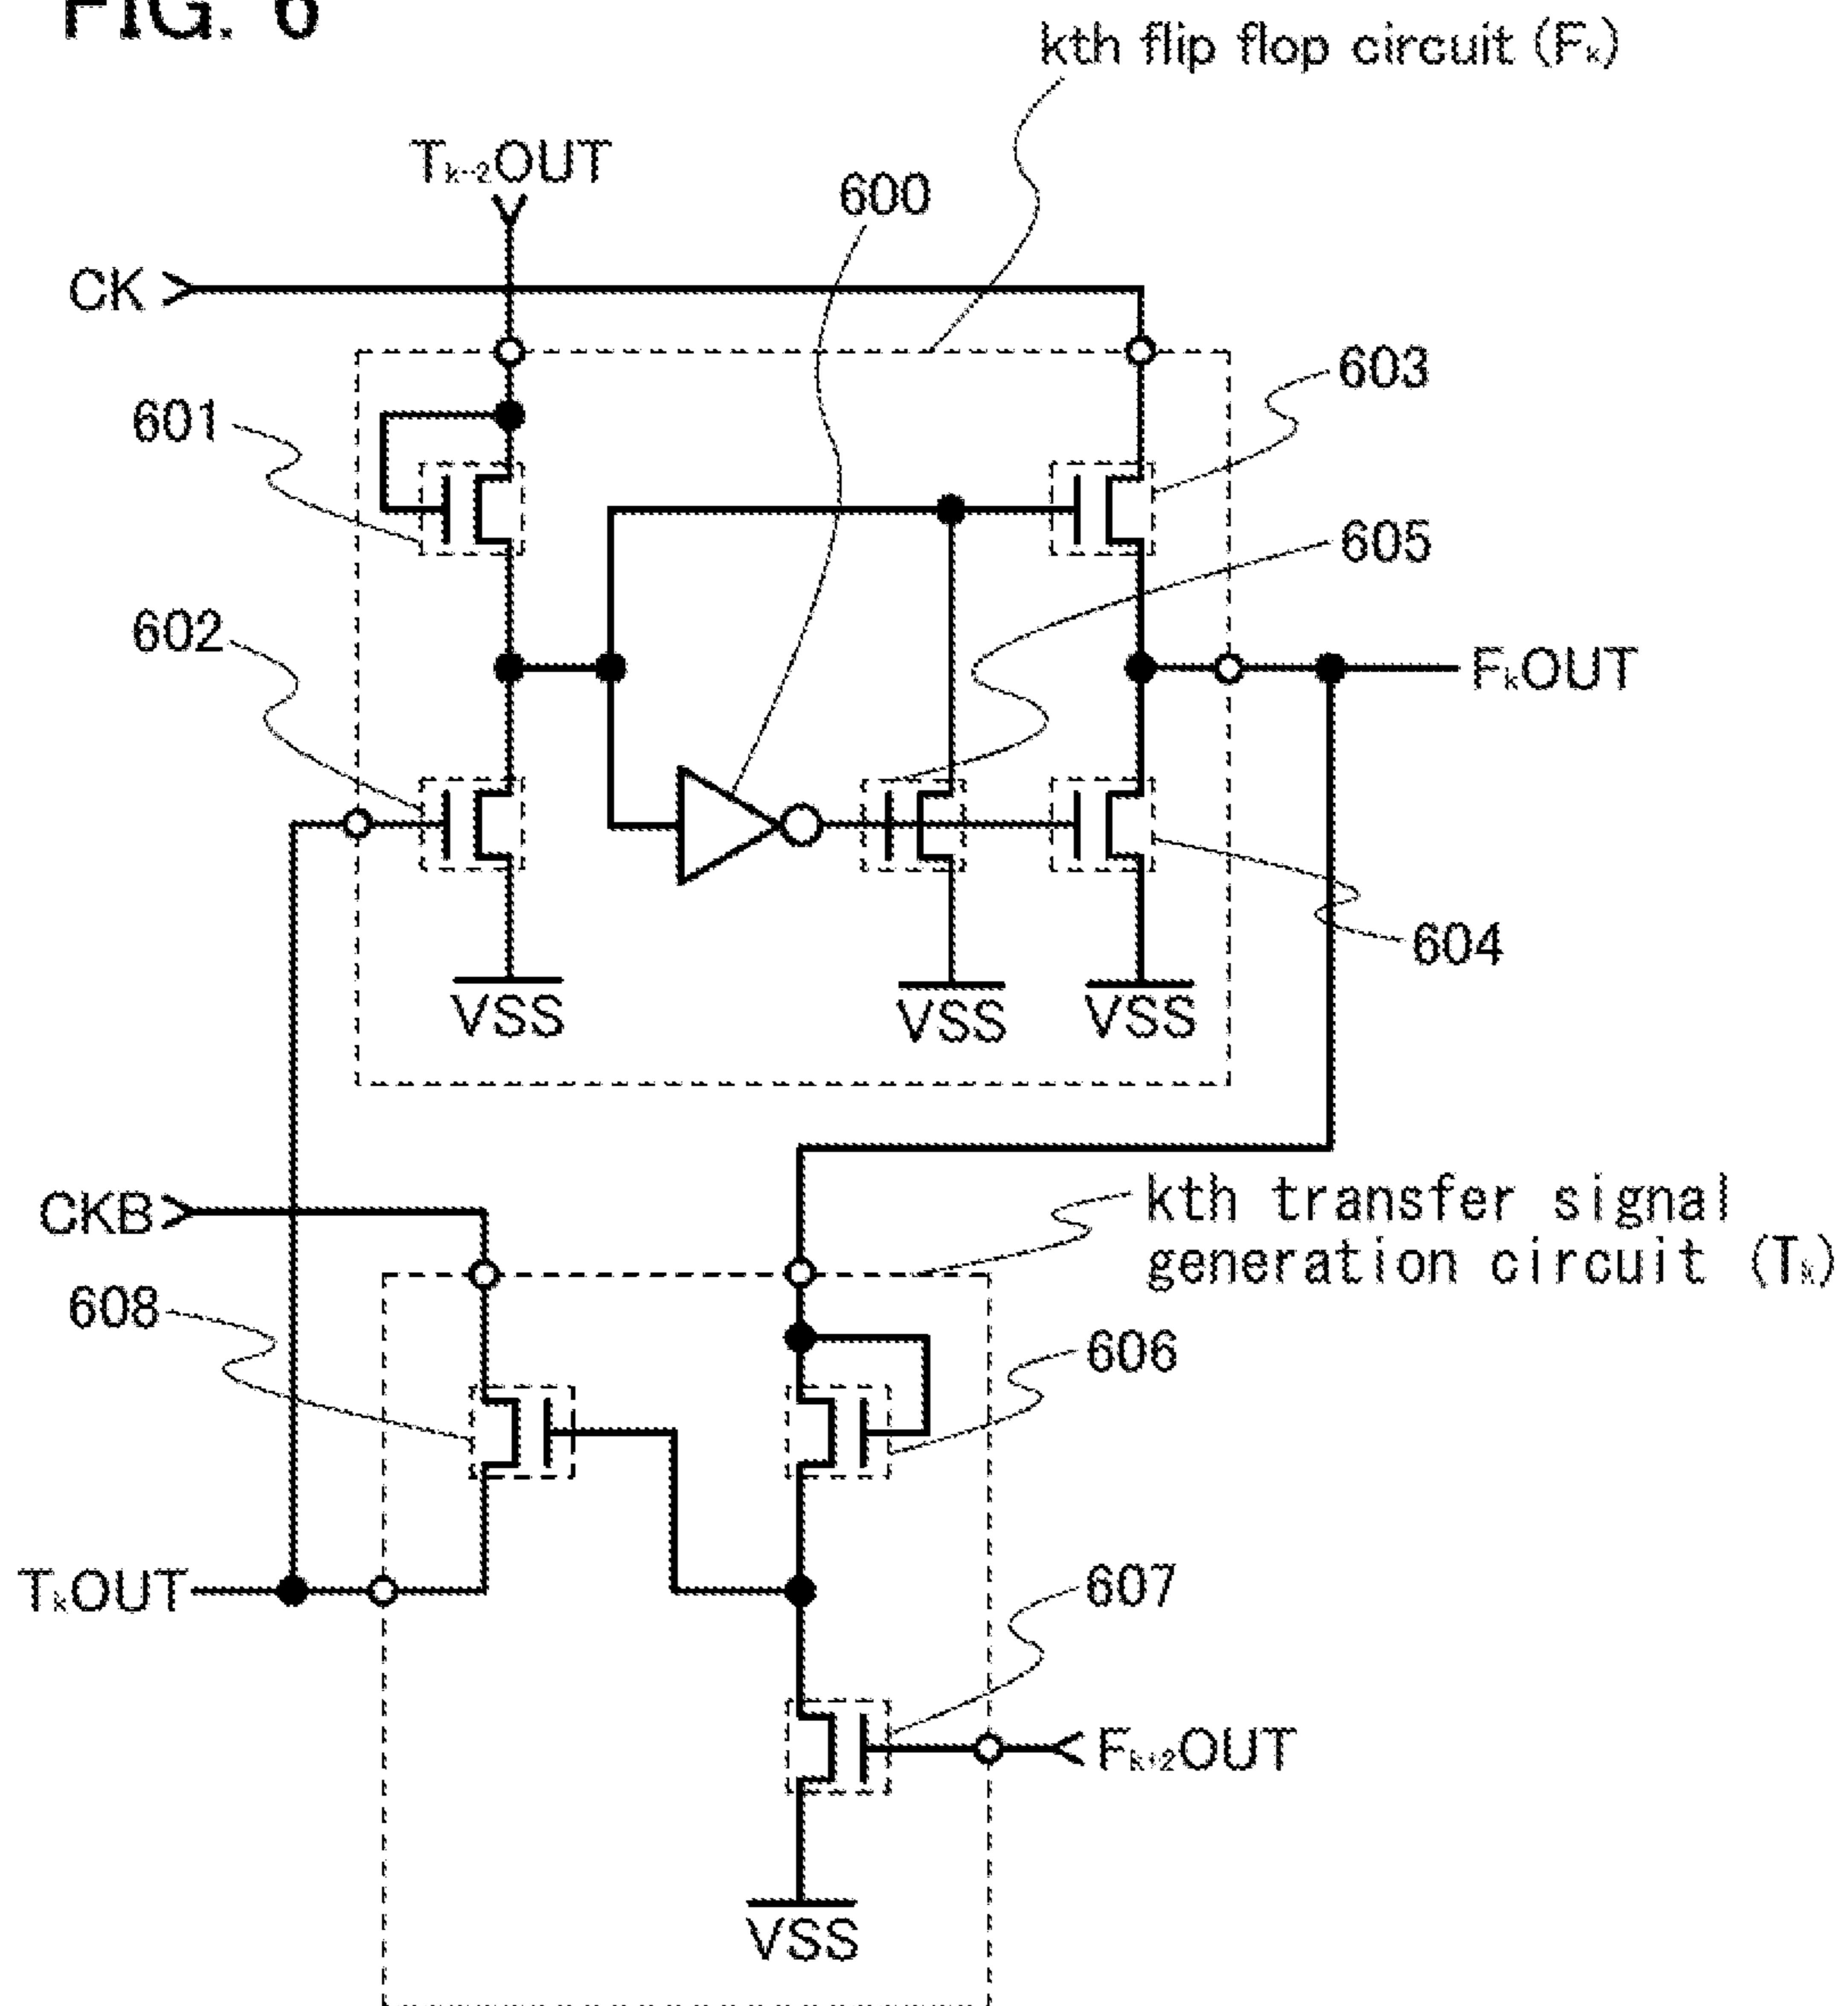 FIG. 6
kth flip flop circuit (Fk)
Tk-2OUT
600
CK
603
601
605
602
FkOUT
604
VSS
VSS
VSS
CKB
kth transfer signal
generation circuit (Tk)
608
606
TkOUT
607
Fk+2OUT
VSS